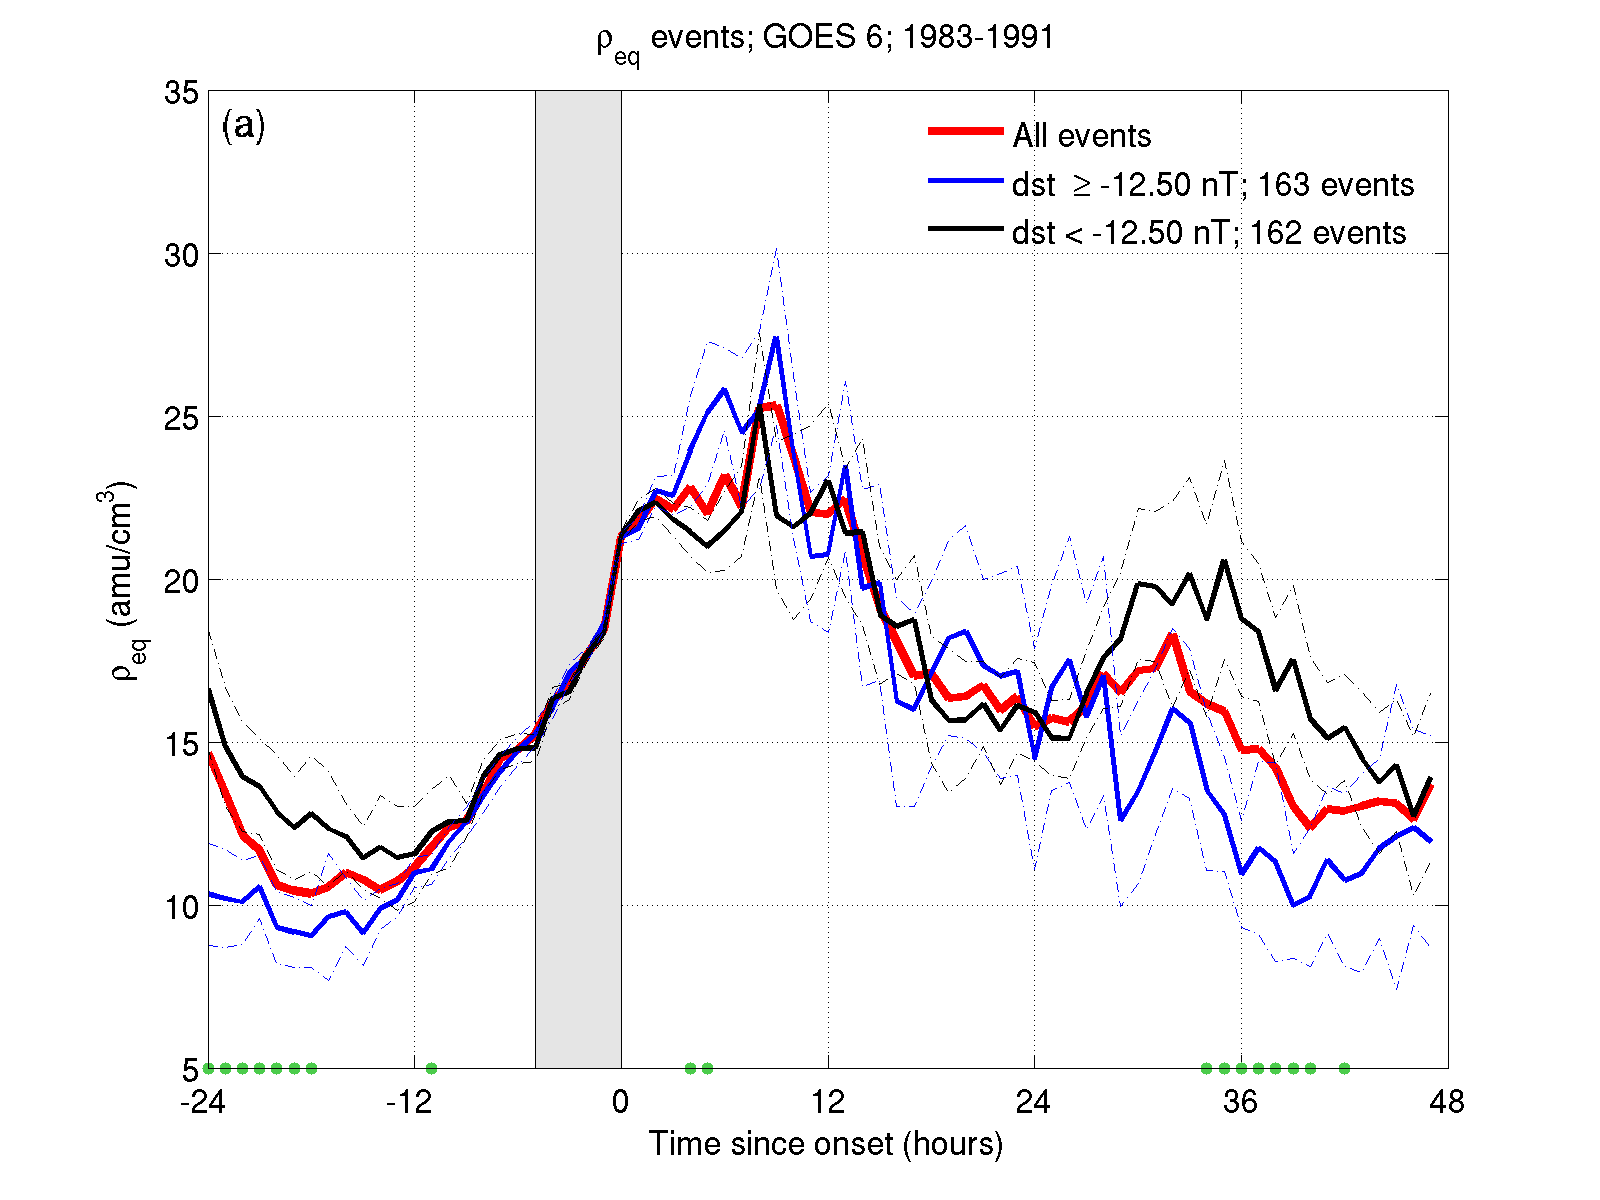 ρeq events; GOES 6; 1983-1991
(a)
All events
dst ≥ -12.50 nT; 163 events
dst < -12.50 nT; 162 events
35
30
25
20
15
10
5
ρeq (amu/cm3)
-24 -12 0 12 24 36 48
Time since onset (hours)